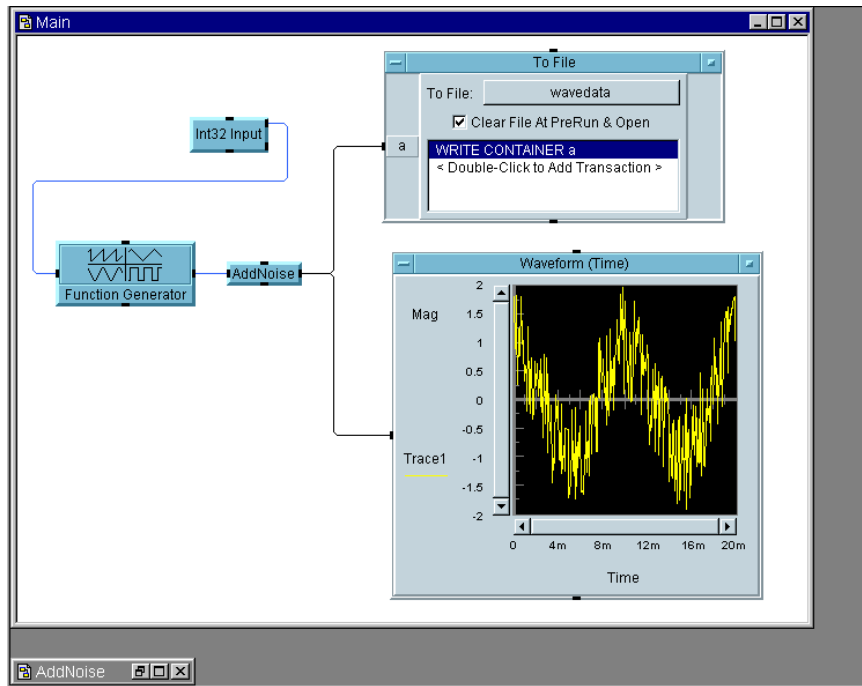 Main
To File
To File: wavedata
Clear File At PreRun & Open
Int32 Input
a
WRITE CONTAINER a
< Double-Click to Add Transaction >
Function Generator
AddNoise
Waveform (Time)
Mag
Trace1
2
1.5
1
0.5
0
-0.5
-1
-1.5
-2
0 4m 8m 12m 16m 20m
Time
AddNoise